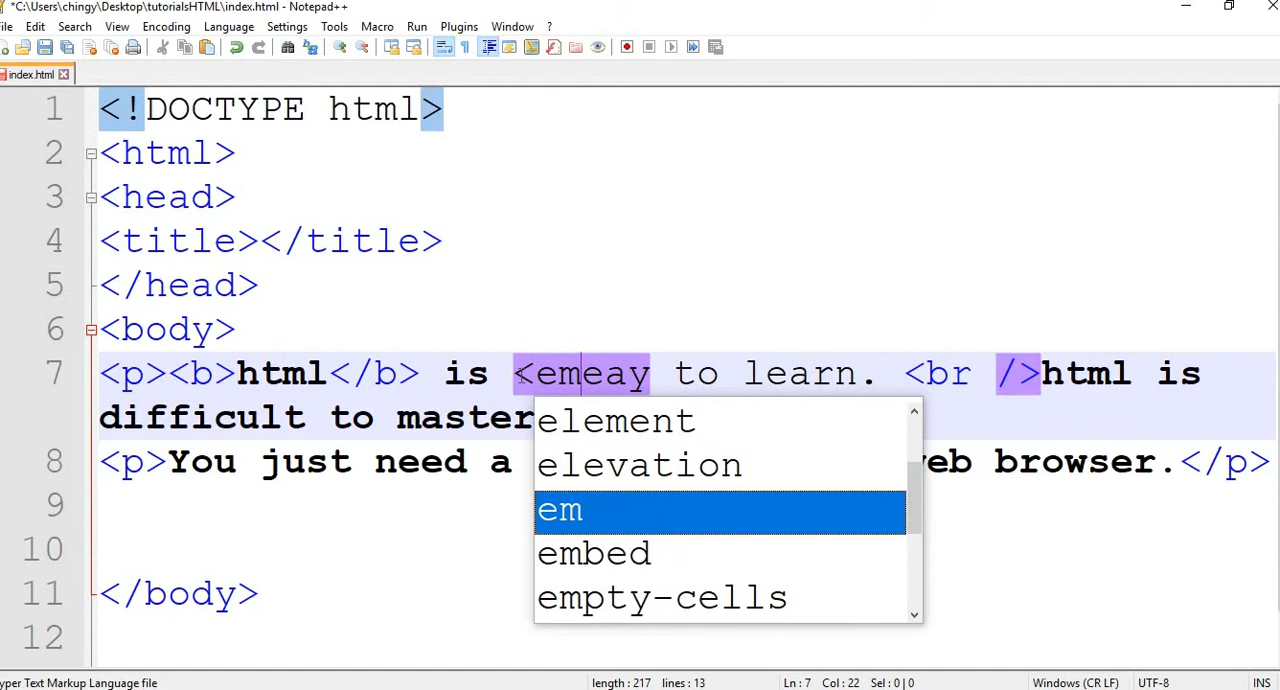 *C:\Users\chingy\Desktop\tutorialsHTML\index.html - Notepad++
ile Edit Search View Encoding Language Settings Tools Macro Run Plugins Window ?
index.html
1 <!DOCTYPE html>
2 <html>
3 <head>
4 <title></title>
5 </head>
6 <body>
7 <p><b>html</b> is <emeay to learn. <br />html is
difficult to master
element
elevation
em
embed
empty-cells
8 <p>You just need a eb browser.</p>
9
10
11 </body>
12
yper Text Markup Language file length : 217 lines : 13 Ln : 7 Col : 22 Sel : 0 | 0 Windows (CR LF) UTF-8 INS